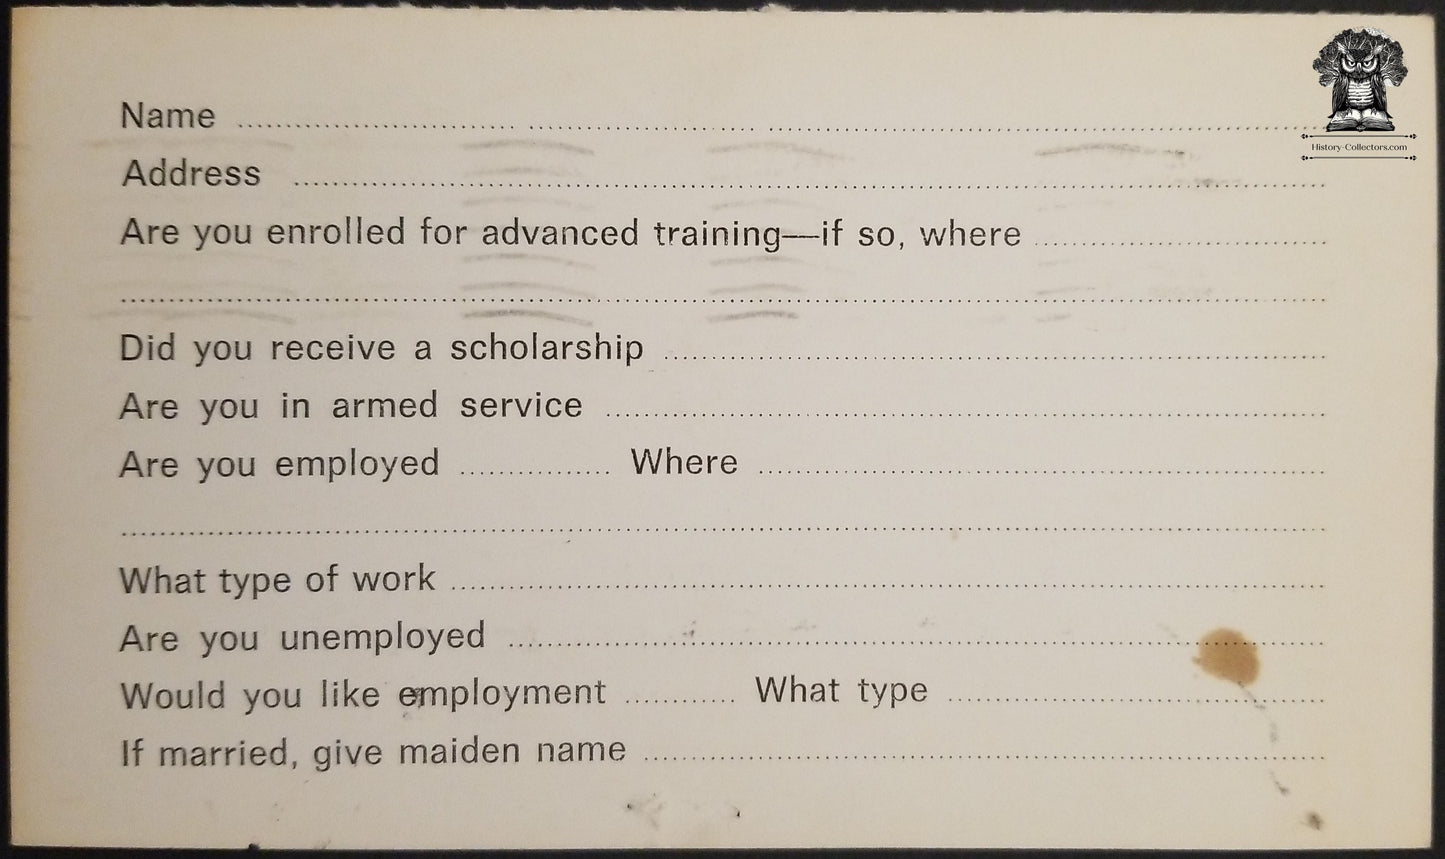 History-Collectors.com
Name
Address
Are you enrolled for advanced training—if so, where
Did you receive a scholarship
Are you in armed service
Are you employed Where
What type of work
Are you unemployed
Would you like employment What type
If married, give maiden name